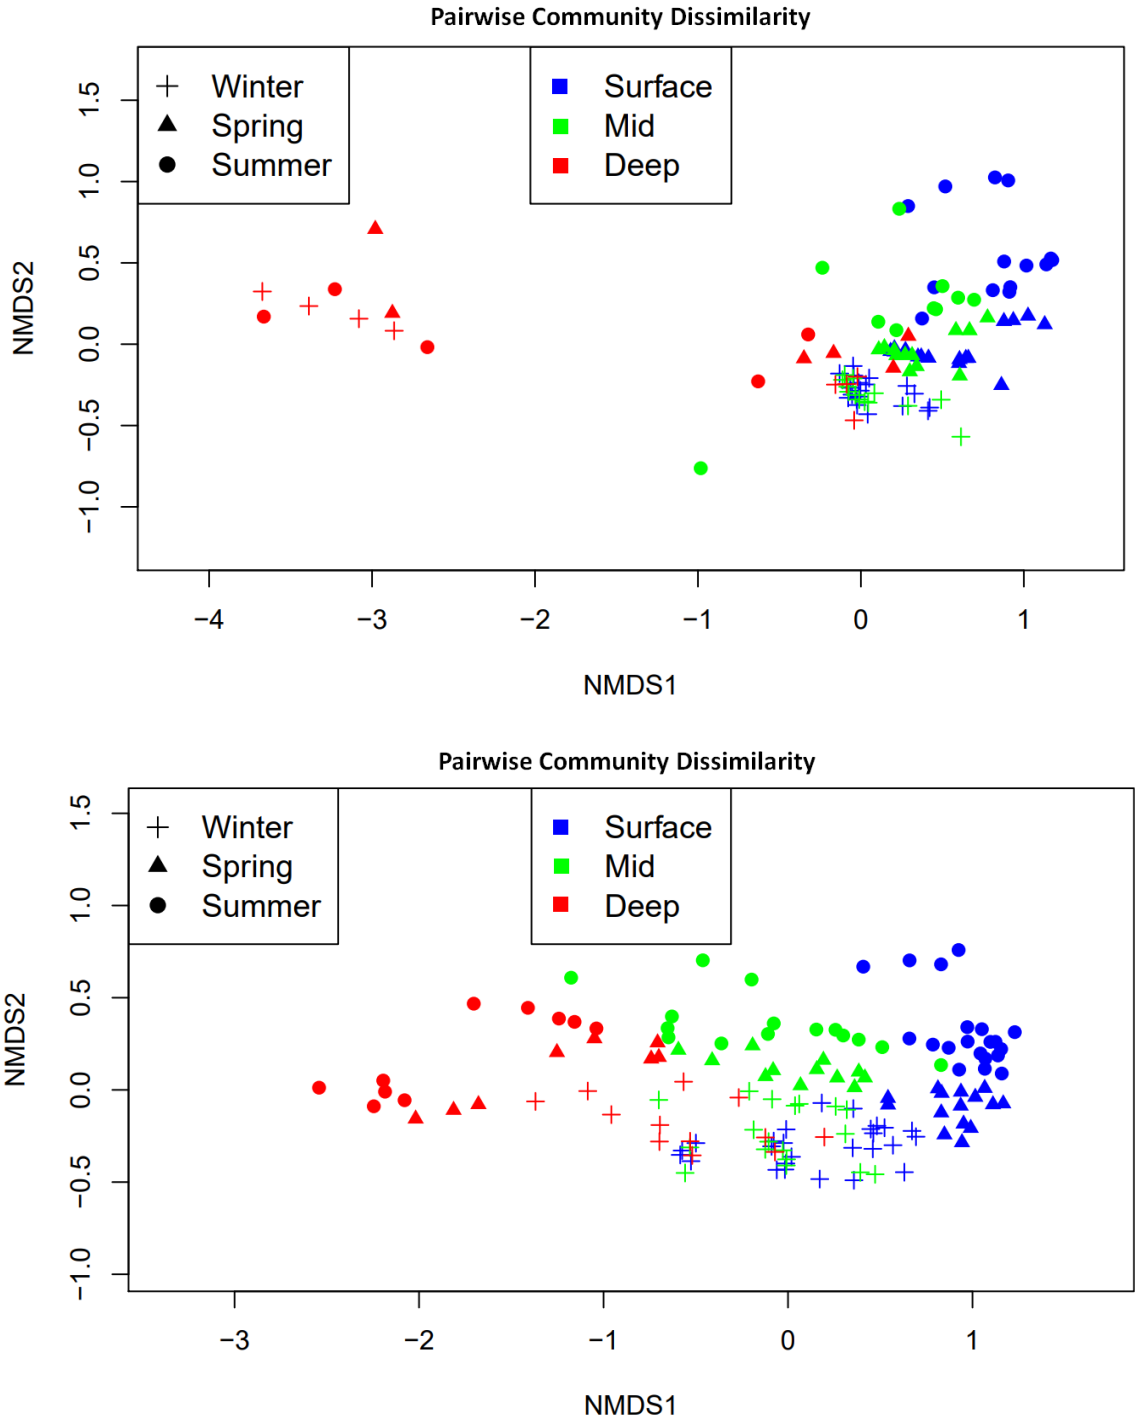 Pairwise Community Dissimilarity
Winter
Spring
Summer
Surface
Mid
Deep
NMDS2
1.5
1.0
0.5
0.0
−0.5
−1.0
−4 −3 −2 −1 0 1
NMDS1
Pairwise Community Dissimilarity
Winter
Spring
Summer
Surface
Mid
Deep
NMDS2
1.5
1.0
0.5
0.0
−0.5
−1.0
−3 −2 −1 0 1
NMDS1